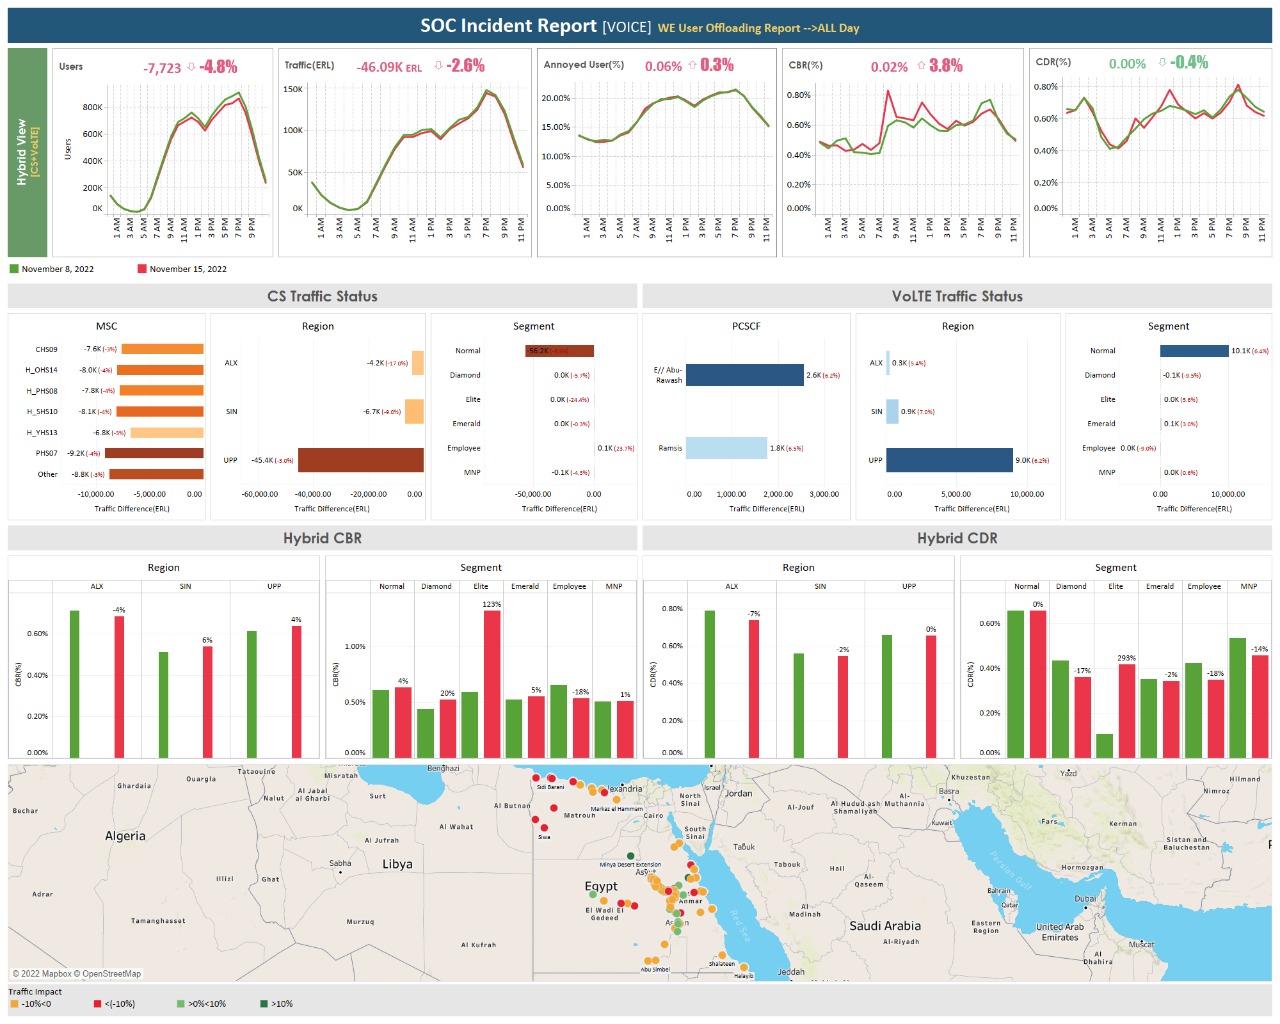 SOC Incident Report [VOICE] WE User Offloading Report -->ALL Day
Hybrid View
[CS+VoLTE]
Users
-7,723 ⇩ -4.8%
Users
800K
600K
400K
200K
0K
1 AM
3 AM
5 AM
7 AM
9 AM
11 AM
1 PM
3 PM
5 PM
7 PM
9 PM
Traffic(ERL)
-46.09K ERL ⇩ -2.6%
150K
100K
50K
0K
1 AM
3 AM
5 AM
7 AM
9 AM
11 AM
1 PM
3 PM
5 PM
7 PM
9 PM
11 PM
Annoyed User(%)
0.06% ⇧ 0.3%
20.00%
15.00%
10.00%
5.00%
0.00%
1 AM
3 AM
5 AM
7 AM
9 AM
11 AM
1 PM
3 PM
5 PM
7 PM
9 PM
11 PM
CBR(%)
0.02% ⇧ 3.8%
0.80%
0.60%
0.40%
0.20%
0.00%
1 AM
3 AM
5 AM
7 AM
9 AM
11 AM
1 PM
3 PM
5 PM
7 PM
9 PM
11 PM
CDR(%)
0.00% ⇩ -0.4%
0.80%
0.60%
0.40%
0.20%
0.00%
1 AM
3 AM
5 AM
7 AM
9 AM
11 AM
1 PM
3 PM
5 PM
7 PM
9 PM
11 PM
November 8, 2022
November 15, 2022
CS Traffic Status
MSC
CHS09 -7.6K (-3%)
H_OHS14 -8.0K (-4%)
H_PHS08 -7.8K (-4%)
H_SHS10 -8.1K (-4%)
H_YHS13 -6.8K (-3%)
PHS07 -9.2K (-4%)
Other -8.8K (-3%)
-10,000.00 -5,000.00 0.00
Traffic Difference(ERL)
Region
ALX -4.2K (-17.0%)
SIN -6.7K (-9.6%)
UPP -45.4K (-3.0%)
-60,000.00 -40,000.00 -20,000.00 0.00
Traffic Difference(ERL)
Segment
Normal -56.2K
Diamond 0.0K (-5.7%)
Elite 0.0K (-24.4%)
Emerald 0.0K (-0.3%)
Employee 0.1K (23.7%)
MNP -0.1K (-4.5%)
-50,000.00 0.00
Traffic Difference(ERL)
VoLTE Traffic Status
PCSCF
E// Abu-
Rawash 2.6K (6.2%)
Ramsis 1.8K (6.5%)
0.00 1,000.00 2,000.00 3,000.00
Traffic Difference(ERL)
Region
ALX 0.3K (5.4%)
SIN 0.9K (7.0%)
UPP 9.0K (6.2%)
0.00 5,000.00 10,000.00
Traffic Difference(ERL)
Segment
Normal 10.1K (6.4%)
Diamond -0.1K (-9.5%)
Elite 0.0K (5.6%)
Emerald 0.1K (3.0%)
Employee 0.0K (-9.0%)
MNP 0.0K (0.6%)
0.00 10,000.00
Traffic Difference(ERL)
Hybrid CBR
Region
ALX SIN UPP
CBR(%)
0.60%
0.40%
0.20%
0.00%
-4% 6% 4%
Segment
Normal Diamond Elite Emerald Employee MNP
CBR(%)
1.00%
0.50%
0.00%
4% 20% 123% 5% -18% 1%
Hybrid CDR
Region
ALX SIN UPP
CDR(%)
0.80%
0.60%
0.40%
0.20%
0.00%
-7% -2% 0%
Segment
Normal Diamond Elite Emerald Employee MNP
CDR(%)
0.60%
0.40%
0.20%
0.00%
0% -17% 293% -2% -18% -14%
Bechar
Ghardaia
Ouargla
Tataouine
Nalut
Misratah
Al Jabal
al Gharbi
Surt
Benghazi
Al Butnan
Al Wahat
Al Jufrah
Algeria
Libya
Sabha
Illizi
Ghat
Adrar
Tamanghasset
Murzuq
Al Kufrah
Sidi Barani
Matroun
Siwa
Markaz el Hammam
Cairo
North
Sinai
South
Sinai
Israel
Jordan
Minya Desert Extension
Egypt
El Wadi El
Gedeed
Abu Simbel
Shalateen
Halayib
Red Sea
Tabuk
Tabouk
Al-Jouf
Al Hudud ash
Shamaliyah
Al-
Muthannia
Basra
Kuwait
Hail
Al-
Qaseem
Al
Madinah
Saudi Arabia
Al-Riyadh
Jeddah
Eastern
Region
Khuzestan
Yazd
Fars
Kerman
Hormozgan
Persian Gulf
Bahrain
Qatar
Dubai
United Arab
Emirates
Al
Dhahira
Muscat
Sistan and
Baluchestan
Nimroz
Hilmand
© 2022 Mapbox © OpenStreetMap
Traffic Impact
-10%<0
<(-10%)
>0%<10%
>10%